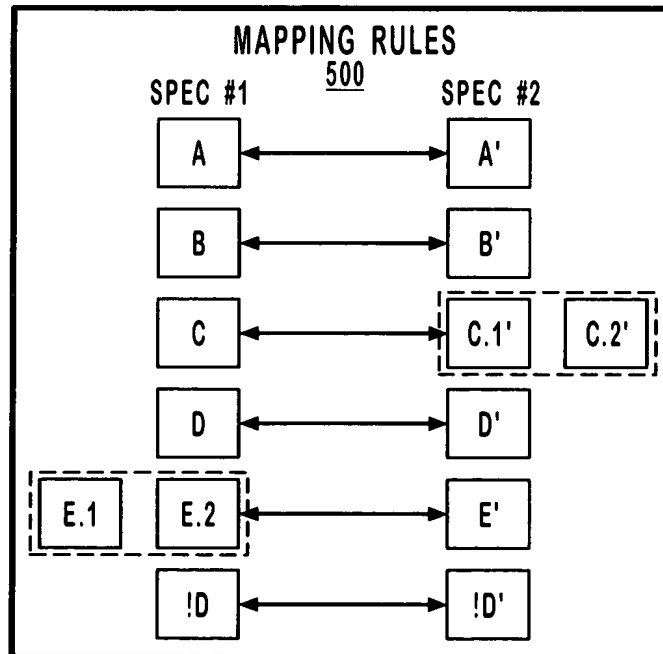 MAPPING RULES
500
SPEC #1 SPEC #2
A A'
B B'
C C.1' C.2'
D D'
E.1 E.2 E'
!D !D'